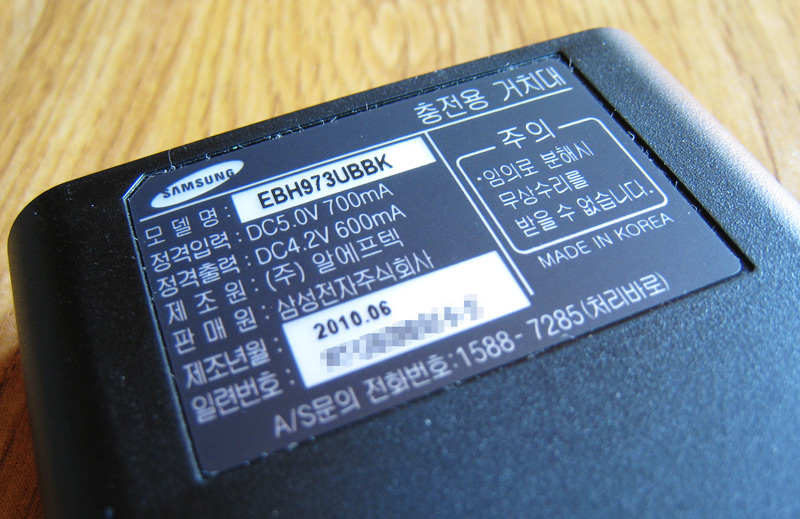 SAMSUNG
충전용 거치대
모 델 명 : EBH973UBBK
정격입력 : DC5.0V 700mA
정격출력 : DC4.2V 600mA
제 조 원 : (주) 알에프텍
판 매 원 : 삼성전자주식회사
제조년월 : 2010.06
일련번호 :
A/S문의 전화번호:1588- 7285(처리바로)
주의
·임의로 분해시
무상수리를
받을 수 없습니다.
MADE IN KOREA